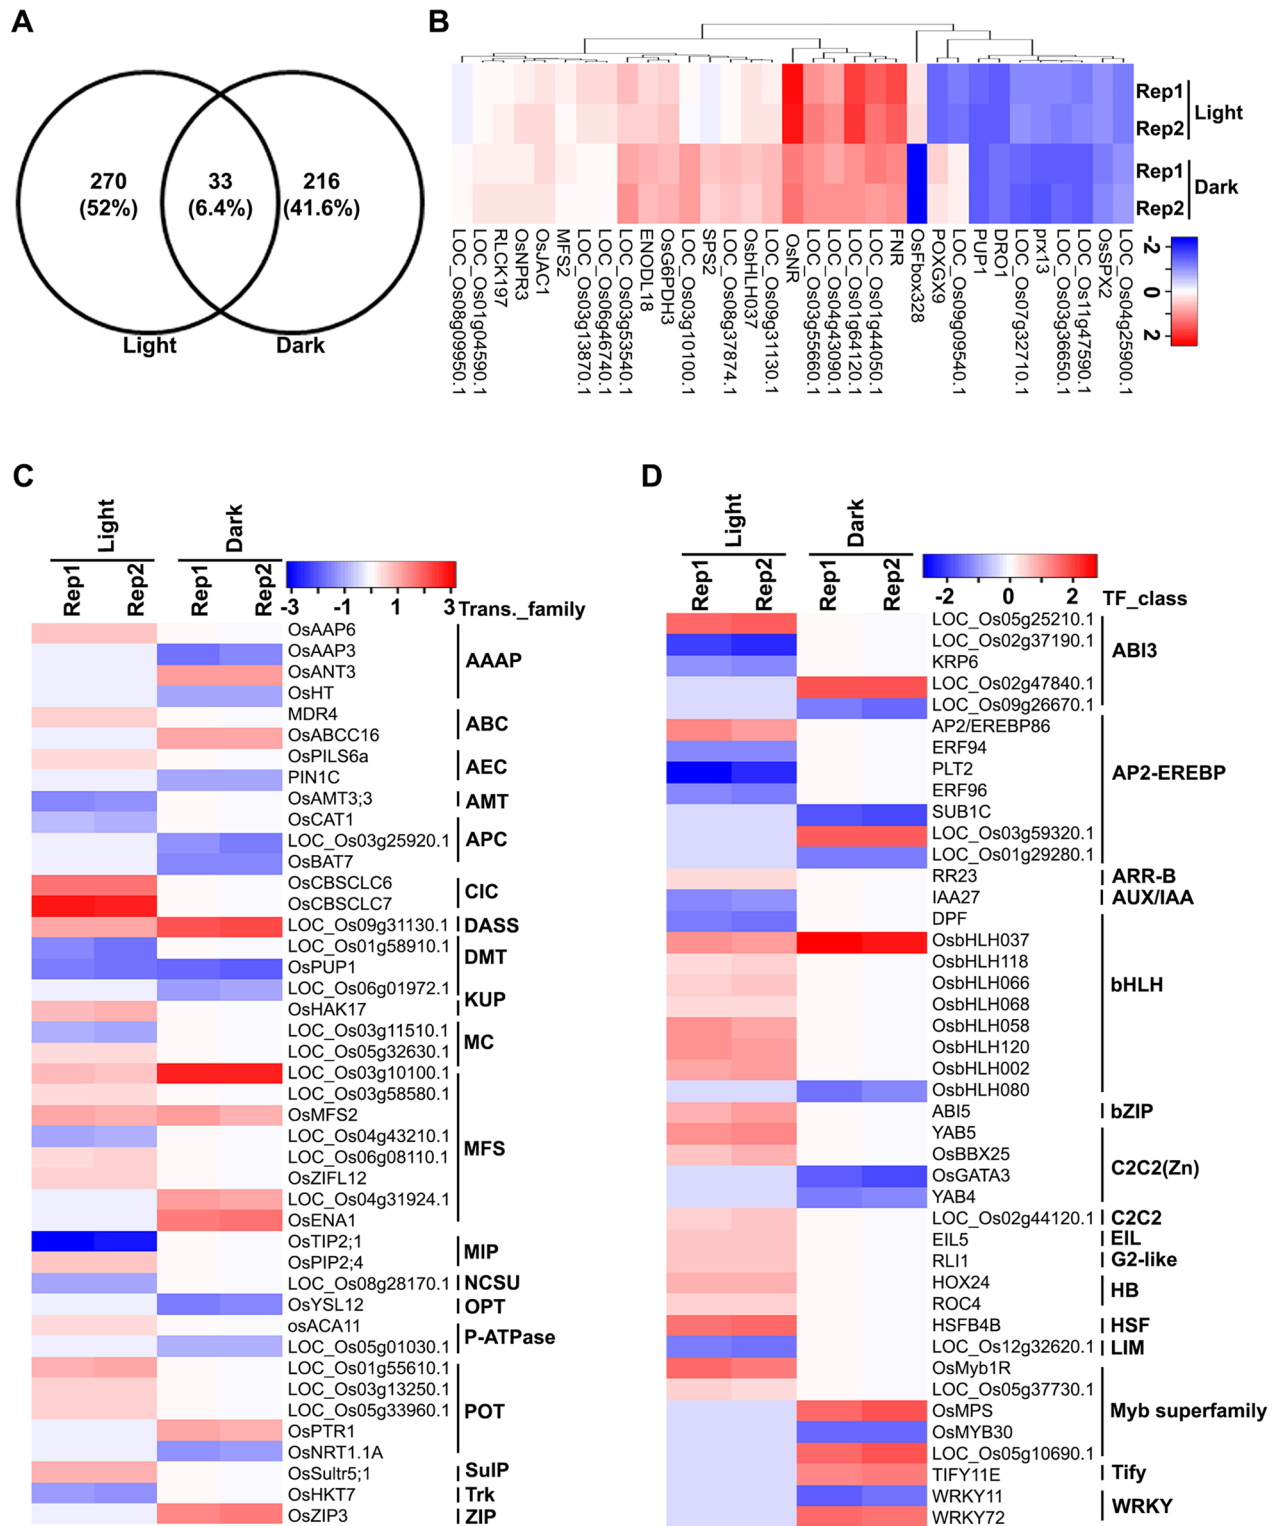 A
270
(52%)
33
(6.4%)
216
(41.6%)
Light
Dark
B
Rep1
Rep2
Light
Rep1
Rep2
Dark
LOC_Os08g09950.1
LOC_Os01g04590.1
RLCK197
OsNPR3
OsJAC1
MFS2
LOC_Os03g13870.1
LOC_Os06g46740.1
LOC_Os03g53540.1
ENODL18
OsG6PDH3
LOC_Os03g10100.1
SPS2
LOC_Os08g37874.1
OsbHLH037
LOC_Os09g31130.1
OsNR
LOC_Os03g55660.1
LOC_Os04g43090.1
LOC_Os01g64120.1
LOC_Os01g44050.1
FNR
OsFbox328
POXGX9
LOC_Os09g09540.1
PUP1
DRO1
LOC_Os07g32710.1
prx13
LOC_Os03g36650.1
LOC_Os11g47590.1
OsSPX2
LOC_Os04g25900.1
-2
0
2
C
Light
Dark
Rep1
Rep2
Rep1
Rep2
-3 -1 1 3
Trans._family
OsAAP6
OsAAP3
OsANT3
OsHT
AAAP
MDR4
OsABCC16
ABC
OsPILS6a
PIN1C
AEC
OsAMT3;3
AMT
OsCAT1
LOC_Os03g25920.1
OsBAT7
APC
OsCBSCLC6
OsCBSCLC7
CIC
LOC_Os09g31130.1
DASS
LOC_Os01g58910.1
OsPUP1
DMT
LOC_Os06g01972.1
OsHAK17
KUP
LOC_Os03g11510.1
LOC_Os05g32630.1
MC
LOC_Os03g10100.1
LOC_Os03g58580.1
OsMFS2
LOC_Os04g43210.1
LOC_Os06g08110.1
OsZIFL12
LOC_Os04g31924.1
OsENA1
MFS
OsTIP2;1
OsPIP2;4
MIP
LOC_Os08g28170.1
NCSU
OsYSL12
OPT
osACA11
LOC_Os05g01030.1
P-ATPase
LOC_Os01g55610.1
LOC_Os03g13250.1
LOC_Os05g33960.1
OsPTR1
OsNRT1.1A
POT
OsSultr5;1
SulP
OsHKT7
Trk
OsZIP3
ZIP
D
Light
Dark
Rep1
Rep2
Rep1
Rep2
-2 0 2
TF_class
LOC_Os05g25210.1
LOC_Os02g37190.1
KRP6
LOC_Os02g47840.1
LOC_Os09g26670.1
ABI3
AP2/EREBP86
ERF94
PLT2
ERF96
SUB1C
LOC_Os03g59320.1
LOC_Os01g29280.1
AP2-EREBP
RR23
ARR-B
IAA27
AUX/IAA
DPF
OsbHLH037
OsbHLH118
OsbHLH066
OsbHLH068
OsbHLH058
OsbHLH120
OsbHLH002
OsbHLH080
bHLH
ABI5
bZIP
YAB5
OsBBX25
OsGATA3
YAB4
C2C2(Zn)
LOC_Os02g44120.1
C2C2
EIL5
EIL
RLI1
G2-like
HOX24
ROC4
HB
HSFB4B
HSF
LOC_Os12g32620.1
LIM
OsMyb1R
LOC_Os05g37730.1
OsMPS
OsMYB30
LOC_Os05g10690.1
Myb superfamily
TIFY11E
Tify
WRKY11
WRKY72
WRKY